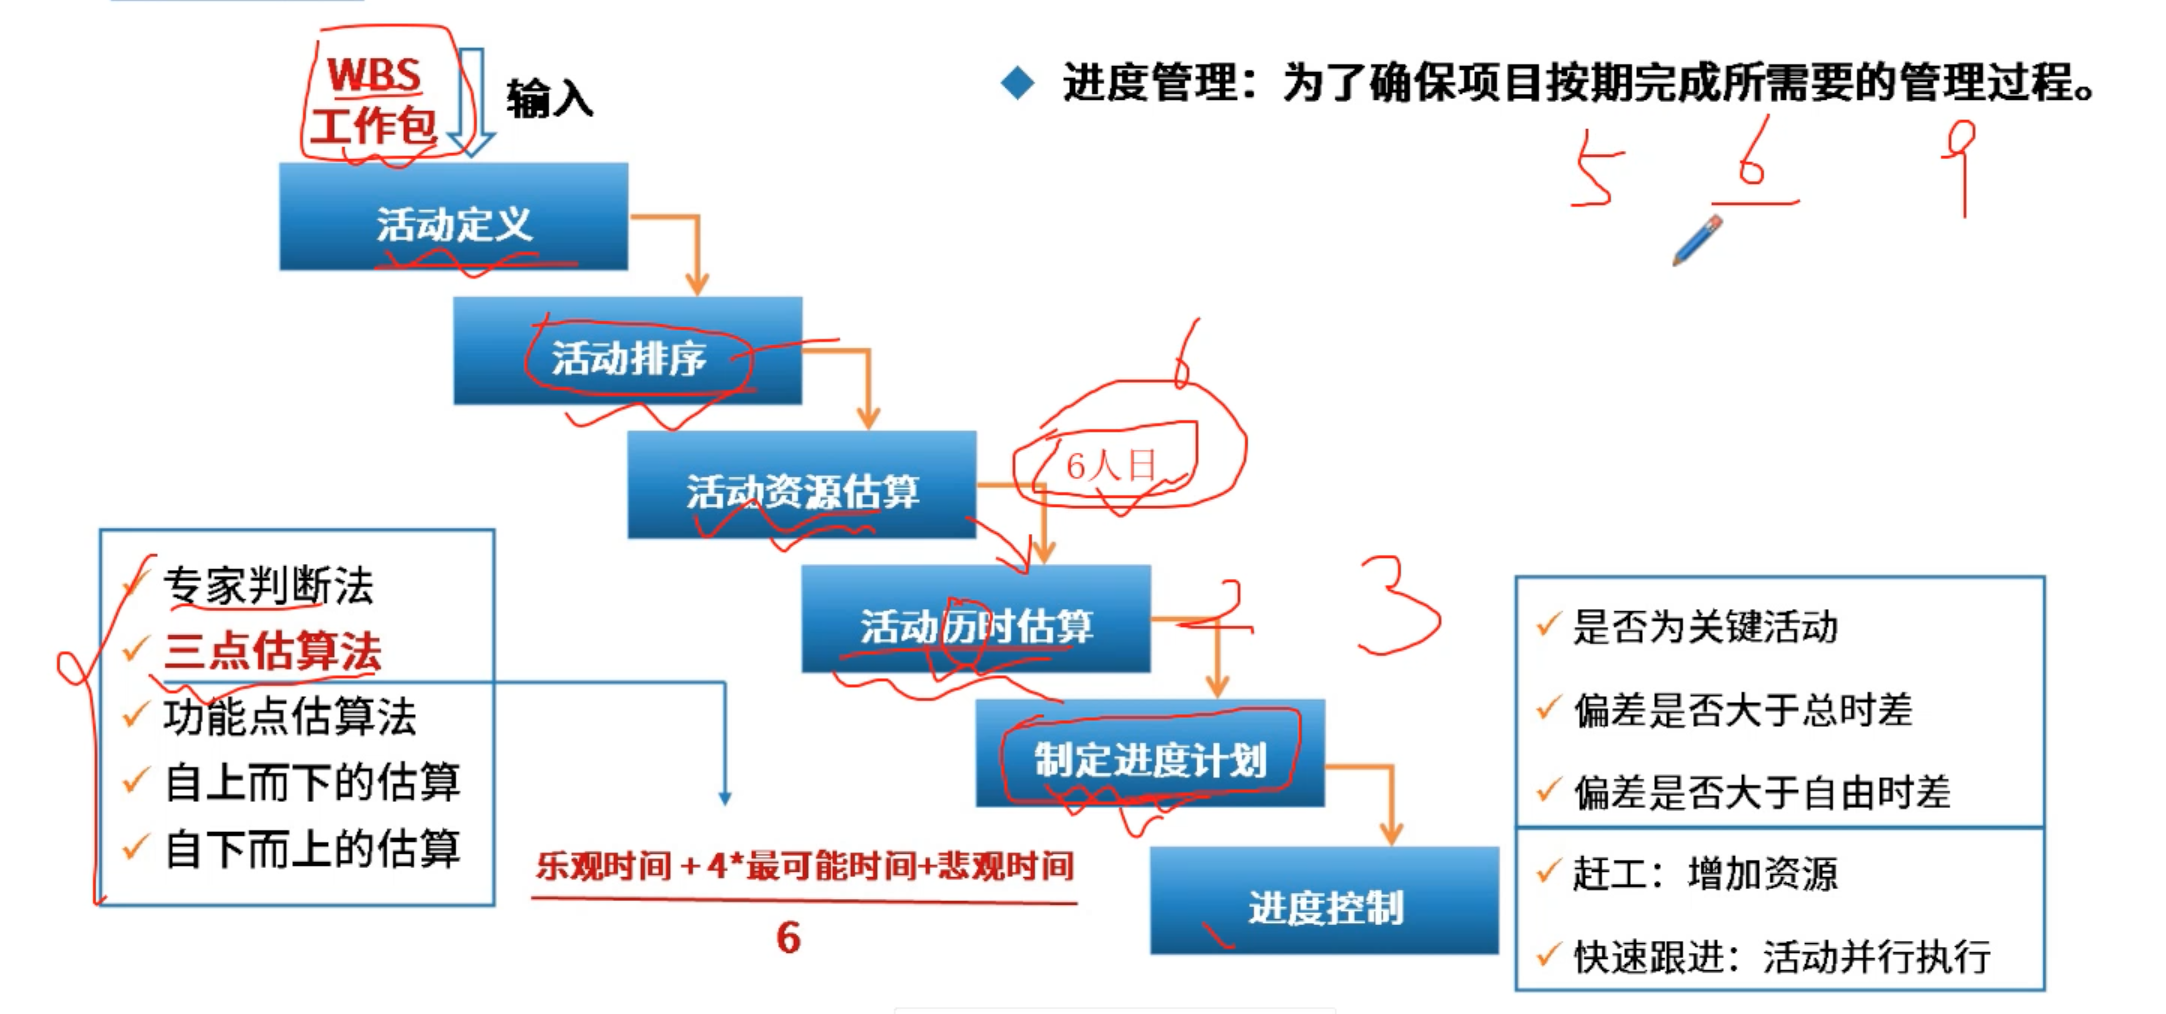 WBS
工作包
输入
进度管理：为了确保项目按期完成所需要的管理过程。
5 6 9
活动定义
活动排序
6
活动资源估算
6人日
活动历时估算
2 3
制定进度计划
进度控制
专家判断法
三点估算法
功能点估算法
自上而下的估算
自下而上的估算
乐观时间 + 4*最可能时间+悲观时间
6
是否为关键活动
偏差是否大于总时差
偏差是否大于自由时差
赶工：增加资源
快速跟进：活动并行执行